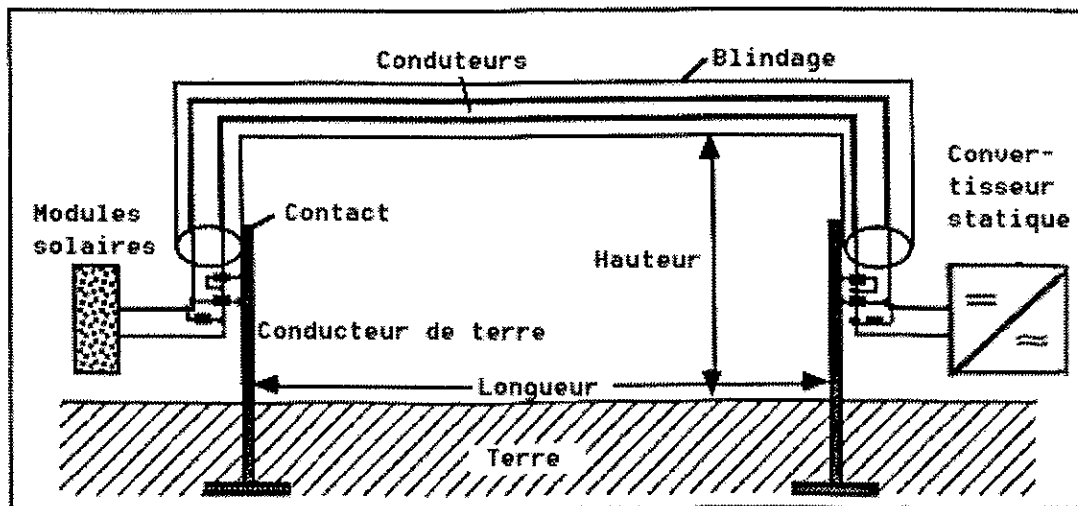 Conduteurs
Blindage
Conver-
tisseur
statique
Modules
solaires
Contact
Hauteur
Conducteur de terre
Longueur
Terre